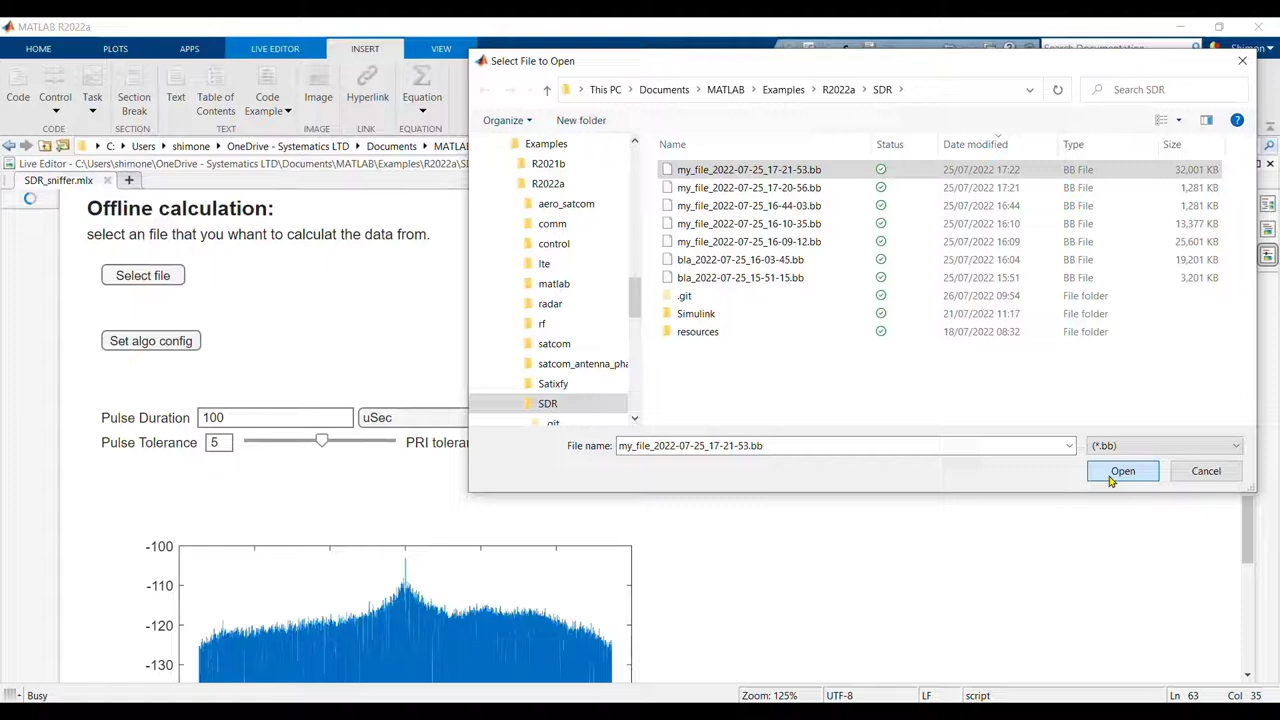 MATLAB R2022a
HOME PLOTS APPS LIVE EDITOR INSERT VIEW
Search Documentation Shimon
Code Control Task Section Break Text Table of Contents Code Example Image Hyperlink Equation
CODE SECTION TEXT IMAGE LINK EQUATION
C: Users shimone OneDrive - Systematics LTD Documents MATLAB
Live Editor - C:\Users\shimone\OneDrive - Systematics LTD\Documents\MATLAB\Examples\R2022a\SD
SDR_sniffer.mlx
Offline calculation:
select an file that you whant to calculat the data from.
Select file
Set algo config
Pulse Duration 100 uSec
Pulse Tolerance 5 PRI toleran
-100
-110
-120
-130
Select File to Open
This PC Documents MATLAB Examples R2022a SDR
Search SDR
Organize New folder
Examples
R2021b
R2022a
aero_satcom
comm
control
lte
matlab
radar
rf
satcom
satcom_antenna_pha
Satixfy
SDR
.git
Name Status Date modified Type Size
my_file_2022-07-25_17-21-53.bb 25/07/2022 17:22 BB File 32,001 KB
my_file_2022-07-25_17-20-56.bb 25/07/2022 17:21 BB File 1,281 KB
my_file_2022-07-25_16-44-03.bb 25/07/2022 16:44 BB File 1,281 KB
my_file_2022-07-25_16-10-35.bb 25/07/2022 16:10 BB File 13,377 KB
my_file_2022-07-25_16-09-12.bb 25/07/2022 16:09 BB File 25,601 KB
bla_2022-07-25_16-03-45.bb 25/07/2022 16:04 BB File 19,201 KB
bla_2022-07-25_15-51-15.bb 25/07/2022 15:51 BB File 3,201 KB
.git 26/07/2022 09:54 File folder
Simulink 21/07/2022 11:17 File folder
resources 18/07/2022 08:32 File folder
File name: my_file_2022-07-25_17-21-53.bb (*.bb)
Open Cancel
Busy Zoom: 125% UTF-8 LF script Ln 63 Col 35